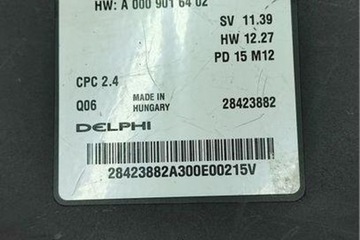 HW: A 000 901 64 02
SV 11.39
HW 12.27
PD 15 M12
CPC 2.4
Q06 MADE IN HUNGARY 28423882
DELPHI
28423882A300E00215V